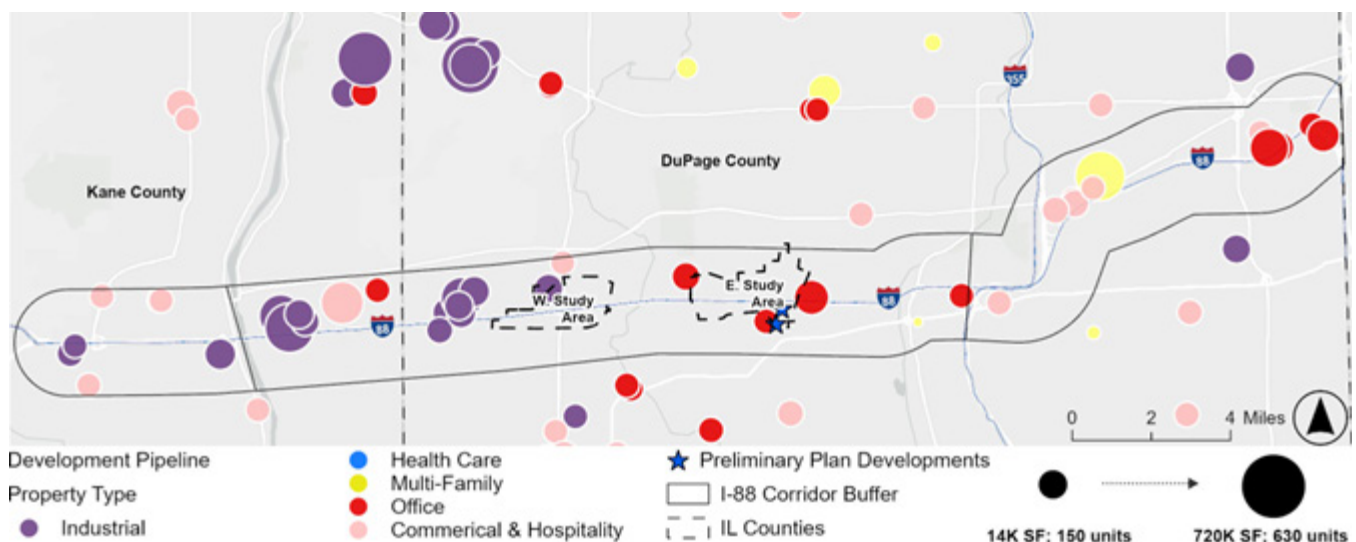 355
DuPage County
88
Kane County
W. Study
Area
E. Study
Area
88
88
0 2 4 Miles
Development Pipeline
Property Type
Industrial
Health Care
Multi-Family
Office
Commerical & Hospitality
Preliminary Plan Developments
I-88 Corridor Buffer
IL Counties
14K SF; 150 units
720K SF; 630 units